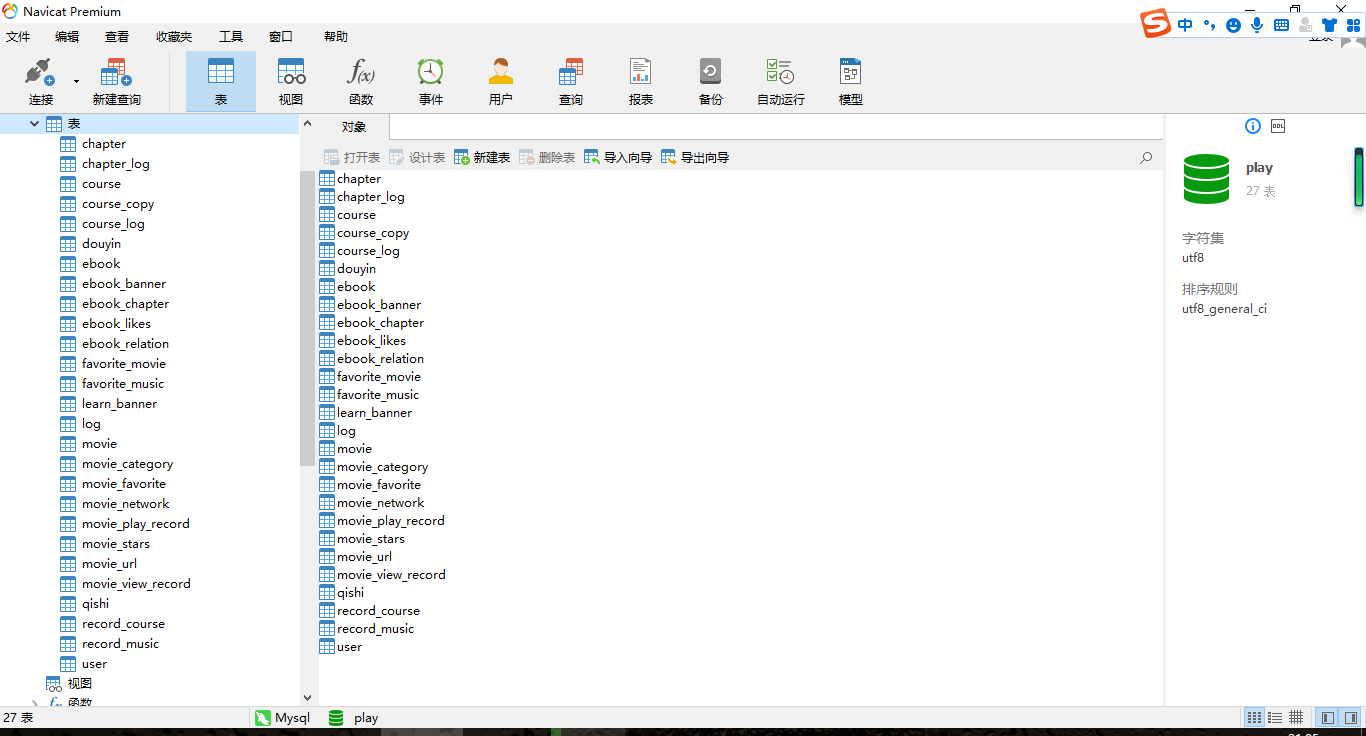 Navicat Premium
中
文件 编辑 查看 收藏夹 工具 窗口 帮助
连接 新建查询 表 视图 函数 事件 用户 查询 报表 备份 自动运行 模型
表
chapter
chapter_log
course
course_copy
course_log
douyin
ebook
ebook_banner
ebook_chapter
ebook_likes
ebook_relation
favorite_movie
favorite_music
learn_banner
log
movie
movie_category
movie_favorite
movie_network
movie_play_record
movie_stars
movie_url
movie_view_record
qishi
record_course
record_music
user
视图
函数
对象
打开表 设计表 新建表 删除表 导入向导 导出向导
chapter
chapter_log
course
course_copy
course_log
douyin
ebook
ebook_banner
ebook_chapter
ebook_likes
ebook_relation
favorite_movie
favorite_music
learn_banner
log
movie
movie_category
movie_favorite
movie_network
movie_play_record
movie_stars
movie_url
movie_view_record
qishi
record_course
record_music
user
DDL
play
27 表
字符集
utf8
排序规则
utf8_general_ci
27 表 Mysql play